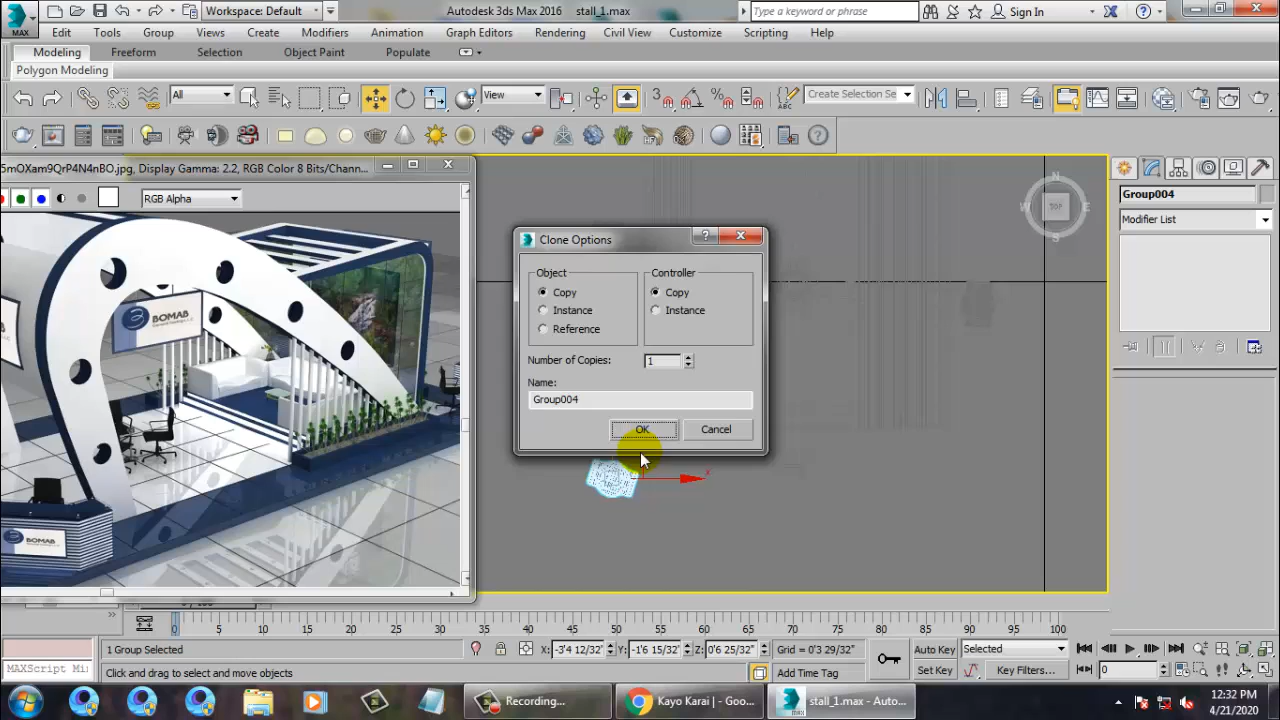 Workspace: Default
Autodesk 3ds Max 2016
stall_1.max
Type a keyword or phrase
Sign In
MAX
Edit
Tools
Group
Views
Create
Modifiers
Animation
Populate
Graph Editors
Rendering
Civil View
Customize
Scripting
Help
Modeling
Freeform
Selection
Object Paint
Populate
Polygon Modeling
All
View
Create Selection Se
5mOXam9QrP4N4nBO.jpg, Display Gamma: 2.2, RGB Color 8 Bits/Chann...
RGB Alpha
BOMAB
BOMAB
TOP
N
W
E
S
Group004
Modifier List
Clone Options
Object
Copy
Instance
Reference
Controller
Copy
Instance
Number of Copies:
1
Name:
Group004
OK
Cancel
x
0
5
10
15
20
25
30
35
40
45
50
55
60
65
70
75
80
85
90
95
100
1 Group Selected
X:
-3'4 12/32"
Y:
-1'6 15/32"
Z:
0'6 25/32"
Grid = 0'3 29/32"
Auto Key
Selected
MAXScript Mi
Click and drag to select and move objects
Add Time Tag
Set Key
Key Filters...
0
Recording...
Kayo Karai | - Goo...
stall_1.max - Auto...
12:32 PM
4/21/2020